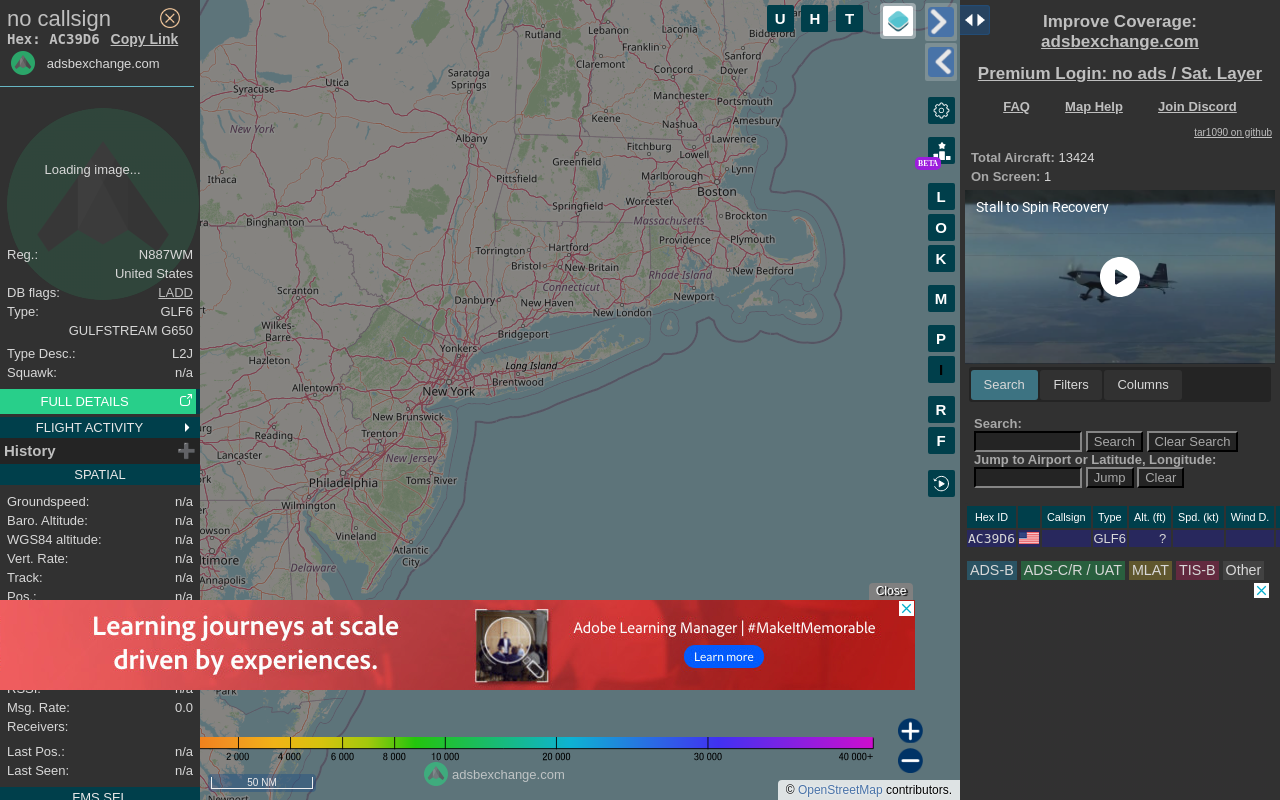 no callsign
Hex: AC39D6 Copy Link
adsbexchange.com
Loading image...
Reg.: N887WM
United States
DB flags: LADD
Type: GLF6
GULFSTREAM G650
Type Desc.: L2J
Squawk: n/a
FULL DETAILS
FLIGHT ACTIVITY
History
SPATIAL
Groundspeed: n/a
Baro. Altitude: n/a
WGS84 altitude: n/a
Vert. Rate: n/a
Track: n/a
Pos.: n/a
RSSI: n/a
Msg. Rate: 0.0
Receivers:
Last Pos.: n/a
Last Seen: n/a
FMS SEL
U H T
BETA
L
O
K
M
P
I
R
F
Rutland
Lebanon
Laconia
Biddeford
Franklin
Claremont
Concord
Sanford
Dover
Saratoga
Springs
Utica
Syracuse
Manchester
Portsmouth
Keene
Nashua
Amesbury
New York
Albany
Fitchburg
Lawrence
Lowell
Greenfield
Lynn
Ithaca
Pittsfield
Marlborough
Boston
Worcester
Springfield
Binghamton
Massachusetts
Brockton
Torrington
Hartford
Providence
Plymouth
Bristol
New Britain
Rhode Island
New Bedford
Connecticut
Scranton
Danbury
New Haven
Newport
New London
Wilkes-
Barre
Bridgeport
Yonkers
Hazleton
Long Island
Allentown
New York
Brentwood
New Brunswick
Reading
Trenton
Lancaster
New Jersey
Philadelphia
Toms River
Wilmington
Vineland
Atlantic
City
Delaware
Annapolis
Park
Close
Learning journeys at scale
driven by experiences.
Adobe Learning Manager | #MakeItMemorable
Learn more
2 000 4 000 6 000 8 000 10 000 20 000 30 000 40 000+
50 NM
adsbexchange.com
© OpenStreetMap contributors.
Improve Coverage:
adsbexchange.com
Premium Login: no ads / Sat. Layer
FAQ Map Help Join Discord
tar1090 on github
Total Aircraft: 13424
On Screen: 1
Stall to Spin Recovery
Search Filters Columns
Search:
Search Clear Search
Jump to Airport or Latitude, Longitude:
Jump Clear
Hex ID Callsign Type Alt. (ft) Spd. (kt) Wind D.
AC39D6 GLF6 ?
ADS-B ADS-C/R / UAT MLAT TIS-B Other